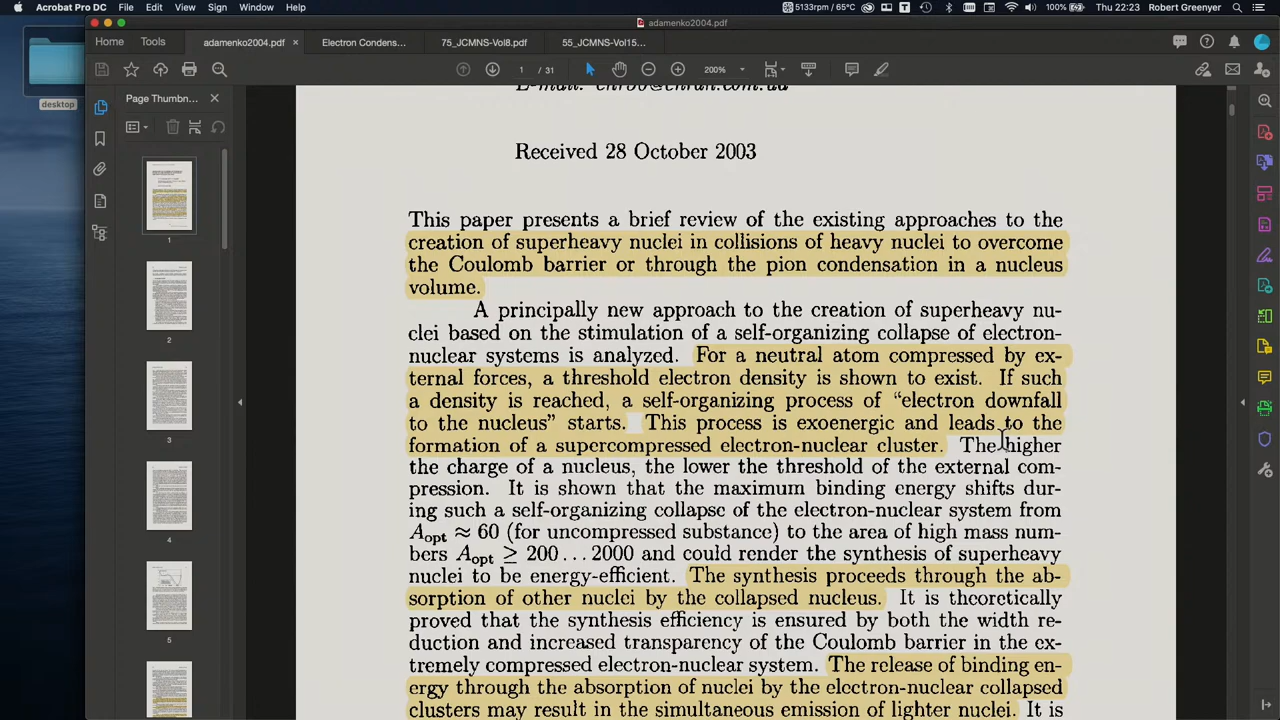 Acrobat Pro DC File Edit View Sign Window Help 5133rpm / 65°C 100% Thu 22:23 Robert Greenyer
adamenko2004.pdf
Home Tools adamenko2004.pdf Electron Condens... 75_JCMNS-Vol8.pdf 55_JCMNS-Vol15...
1 / 31 200%
desktop
Page Thumbn...
1
2
3
4
5
Received 28 October 2003
This paper presents a brief review of the existing approaches to the
creation of superheavy nuclei in collisions of heavy nuclei to overcome
the Coulomb barrier or through the pion condensation in a nucleus
volume.
A principally new approach to the creation of superheavy nu-
clei based on the stimulation of a self-organizing collapse of electron-
nuclear systems is analyzed. For a neutral atom compressed by ex-
ternal forces, a threshold electron density is shown to exist. If such
a density is reached, a self-organizing process of "electron downfall
to the nucleus" starts. This process is exoenergic and leads to the
formation of a supercompressed electron-nuclear cluster. The higher
the charge of a nucleus, the lower the threshold of the external com-
pression. It is shown that the maximum binding energy shifts dur-
ing such a self-organizing collapse of the electron-nuclear system from
Aopt ≈ 60 (for uncompressed substance) to the area of high mass num-
bers Aopt ≥ 200...2000 and could render the synthesis of superheavy
nuclei to be energy-efficient. The synthesis proceeds through the ab-
sorption of other nuclei by the collapsed nucleus. It is theoretically
proved that the synthesis efficiency is ensured by both the width re-
duction and increased transparency of the Coulomb barrier in the ex-
tremely compressed electron-nuclear system. The release of binding en-
ergy through the absorption of nuclei by the electron-nuclear collapsed
cluster may result in the simultaneous emission of lighter nuclei. It is